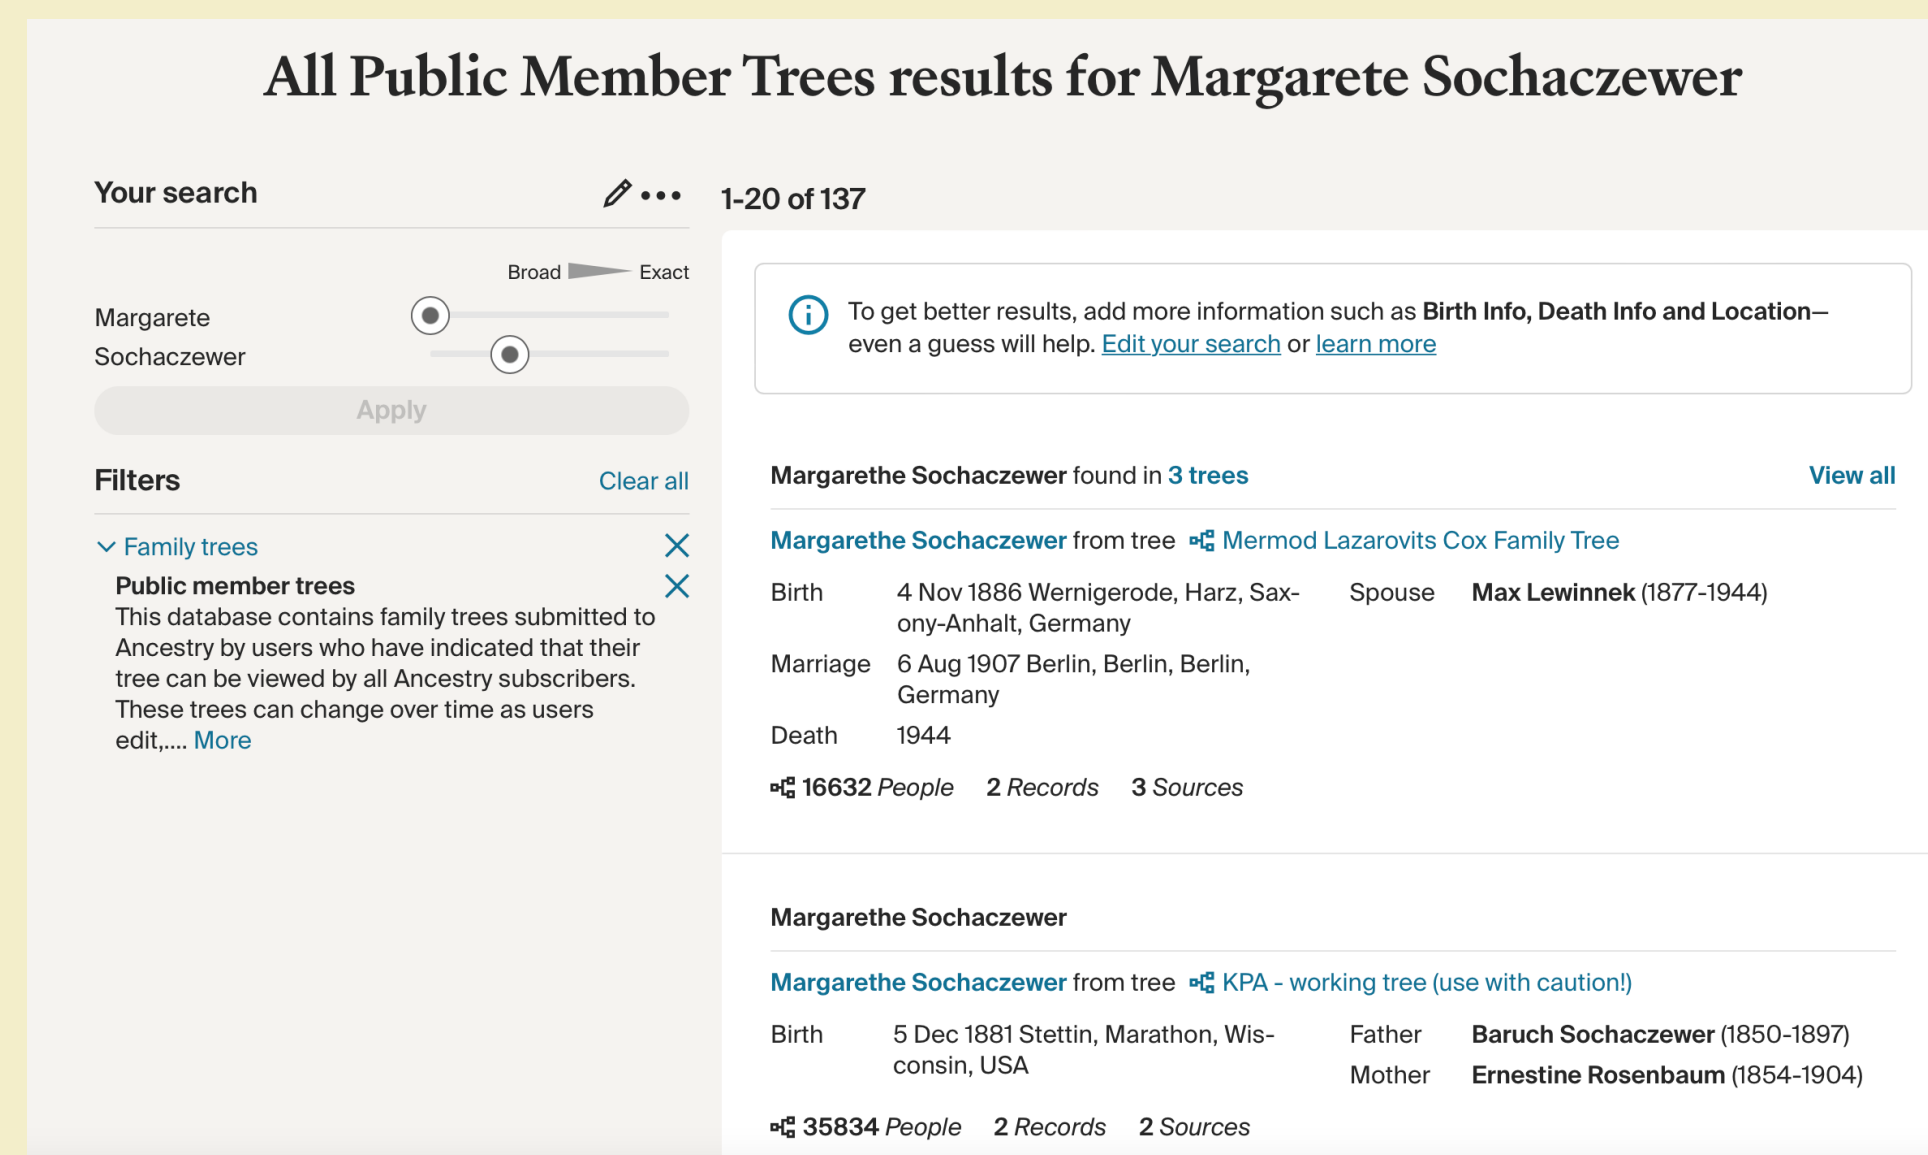 All Public Member Trees results for Margarete Sochaczewer
Your search
Broad Exact
Margarete
Sochaczewer
Apply
Filters
Clear all
Family trees
Public member trees
This database contains family trees submitted to
Ancestry by users who have indicated that their
tree can be viewed by all Ancestry subscribers.
These trees can change over time as users
edit,.... More
1-20 of 137
To get better results, add more information such as Birth Info, Death Info and Location—
even a guess will help. Edit your search or learn more
Margarethe Sochaczewer found in 3 trees
View all
Margarethe Sochaczewer from tree Mermod Lazarovits Cox Family Tree
Birth 4 Nov 1886 Wernigerode, Harz, Sax-
ony-Anhalt, Germany
Spouse Max Lewinnek (1877-1944)
Marriage 6 Aug 1907 Berlin, Berlin, Berlin,
Germany
Death 1944
16632 People 2 Records 3 Sources
Margarethe Sochaczewer
Margarethe Sochaczewer from tree KPA - working tree (use with caution!)
Birth 5 Dec 1881 Stettin, Marathon, Wis-
consin, USA
Father Baruch Sochaczewer (1850-1897)
Mother Ernestine Rosenbaum (1854-1904)
35834 People 2 Records 2 Sources